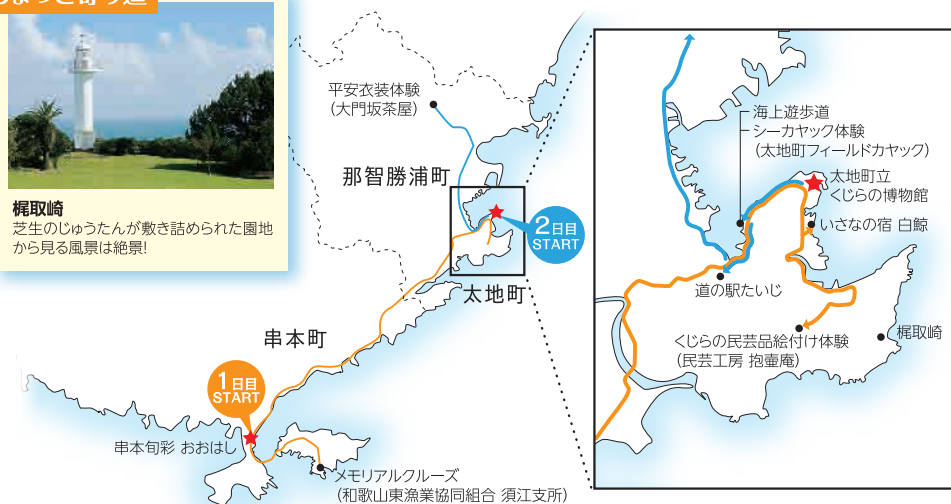 ちょっと寄り道
梶取崎
芝生のじゅうたんが敷き詰められた園地
から見る風景は絶景!
平安衣装体験
(大門坂茶屋)
那智勝浦町
2日目
START
太地町
串本町
1日目
START
串本旬彩 おおはし
メモリアルクルーズ
(和歌山東漁業協同組合 須江支所)
海上遊歩道
シーカヤック体験
(太地町フィールドカヤック)
太地町立
くじらの博物館
いさなの宿 白鯨
道の駅たいじ
くじらの民芸品絵付け体験
(民芸工房 抱壷庵)
梶取崎